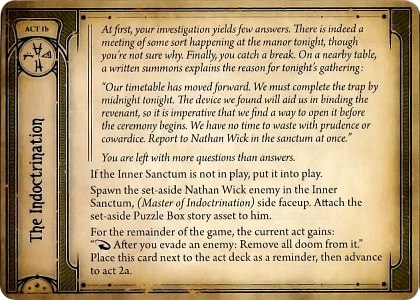 ACT 1b
The Indoctrination
At first, your investigation yields few answers. There is indeed a
meeting of some sort happening at the manor tonight, though
you're not sure why. Finally, you catch a break. On a nearby table,
a written summons explains the reason for tonight's gathering:
"Our timetable has moved forward. We must complete the trap by
midnight tonight. The device we found will aid us in binding the
revenant, so it is imperative that we find a way to open it before
the ceremony begins. We have no time to waste with prudence or
cowardice. Report to Nathan Wick in the sanctum at once."
You are left with more questions than answers.
If the Inner Sanctum is not in play, put it into play.
Spawn the set-aside Nathan Wick enemy in the Inner
Sanctum, (Master of Indoctrination) side faceup. Attach the
set-aside Puzzle Box story asset to him.
For the remainder of the game, the current act gains:
" After you evade an enemy: Remove all doom from it."
Place this card next to the act deck as a reminder, then advance
to act 2a.